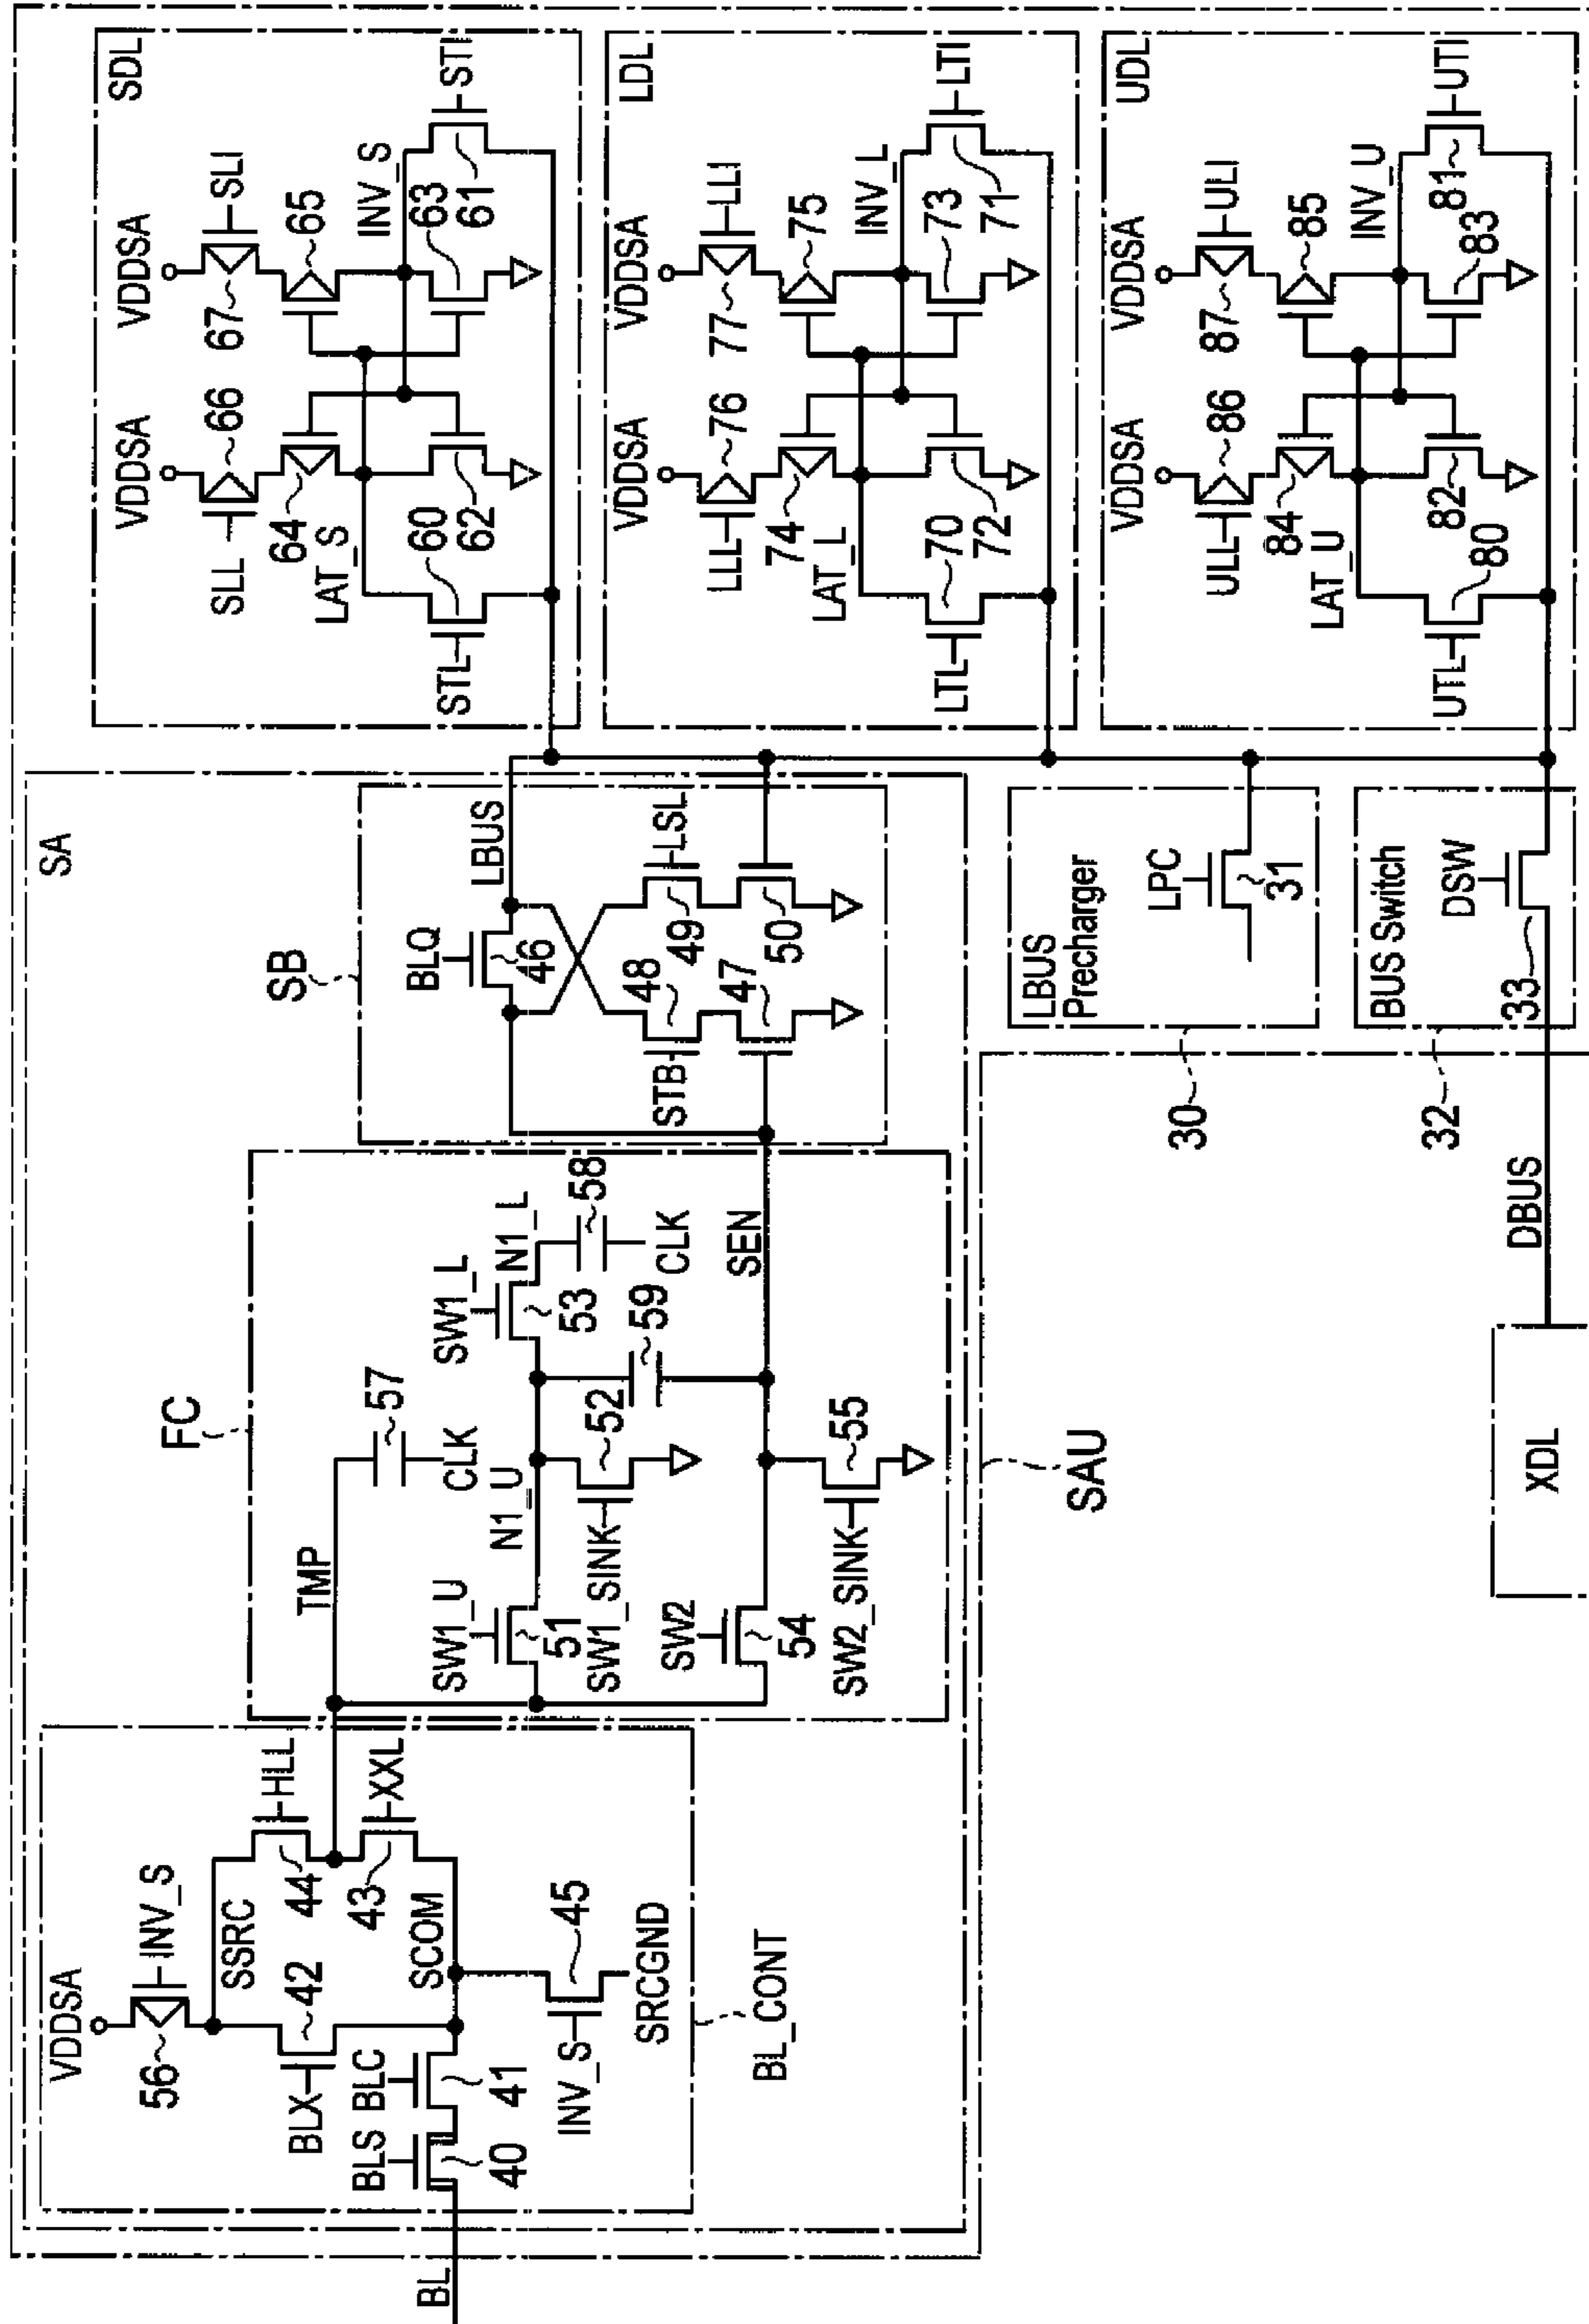 SA
SDL
VDDSA
VDDSA
SLL
66
67
SLI
64
65
LAT_S
INV_S
60
62
63
61
STL
STI
LDL
VDDSA
VDDSA
LLL
76
77
LLI
74
75
LAT_L
INV_L
70
72
73
71
LTL
LTI
UDL
VDDSA
VDDSA
ULL
86
87
ULI
84
85
LAT_U
INV_U
82
80
83
81
UTL
UTI
SB
BLQ
46
LBUS
STB
48
47
49
50
LSL
LBUS
Precharger
LPC
31
30
BUS Switch
DSW
33
32
DBUS
XDL
SAU
FC
TMP
57
CLK
SW1_U
51
N1_U
SW1_L
53
N1_L
58
CLK
SW1_SINK
52
59
SEN
SW2
54
SW2_SINK
55
VDDSA
56
INV_S
SSRC
BLX
42
44
HLL
43
XXL
SCOM
BLS
BLC
40
41
INV_S
45
SRCGND
BL_CONT
BL